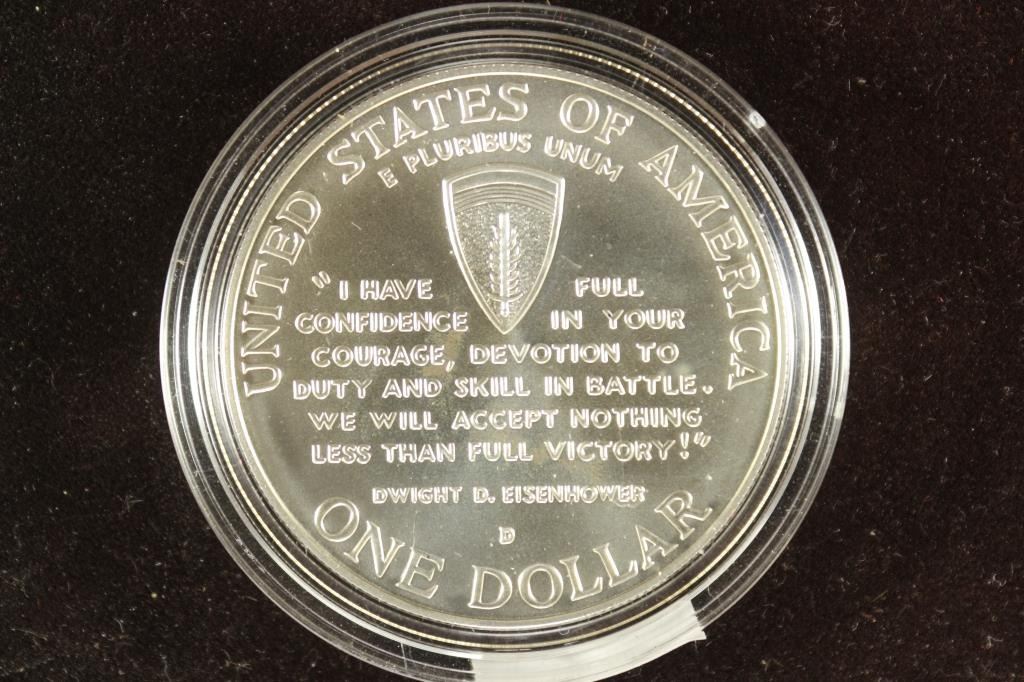 UNITED STATES OF AMERICA
E PLURIBUS UNUM
"I HAVE FULL
CONFIDENCE IN YOUR
COURAGE, DEVOTION TO
DUTY AND SKILL IN BATTLE.
WE WILL ACCEPT NOTHING
LESS THAN FULL VICTORY!"
DWIGHT D. EISENHOWER
D
ONE DOLLAR